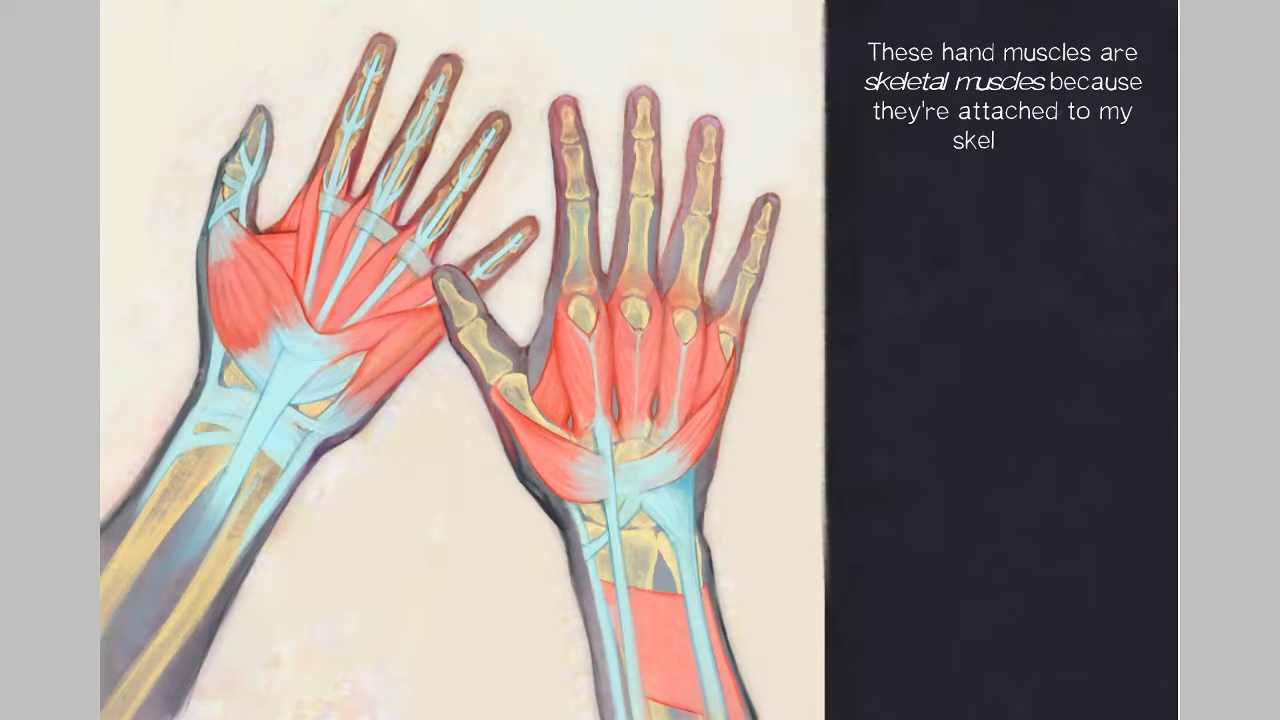 These hand muscles are
skeletal muscles because
they're attached to my
skel